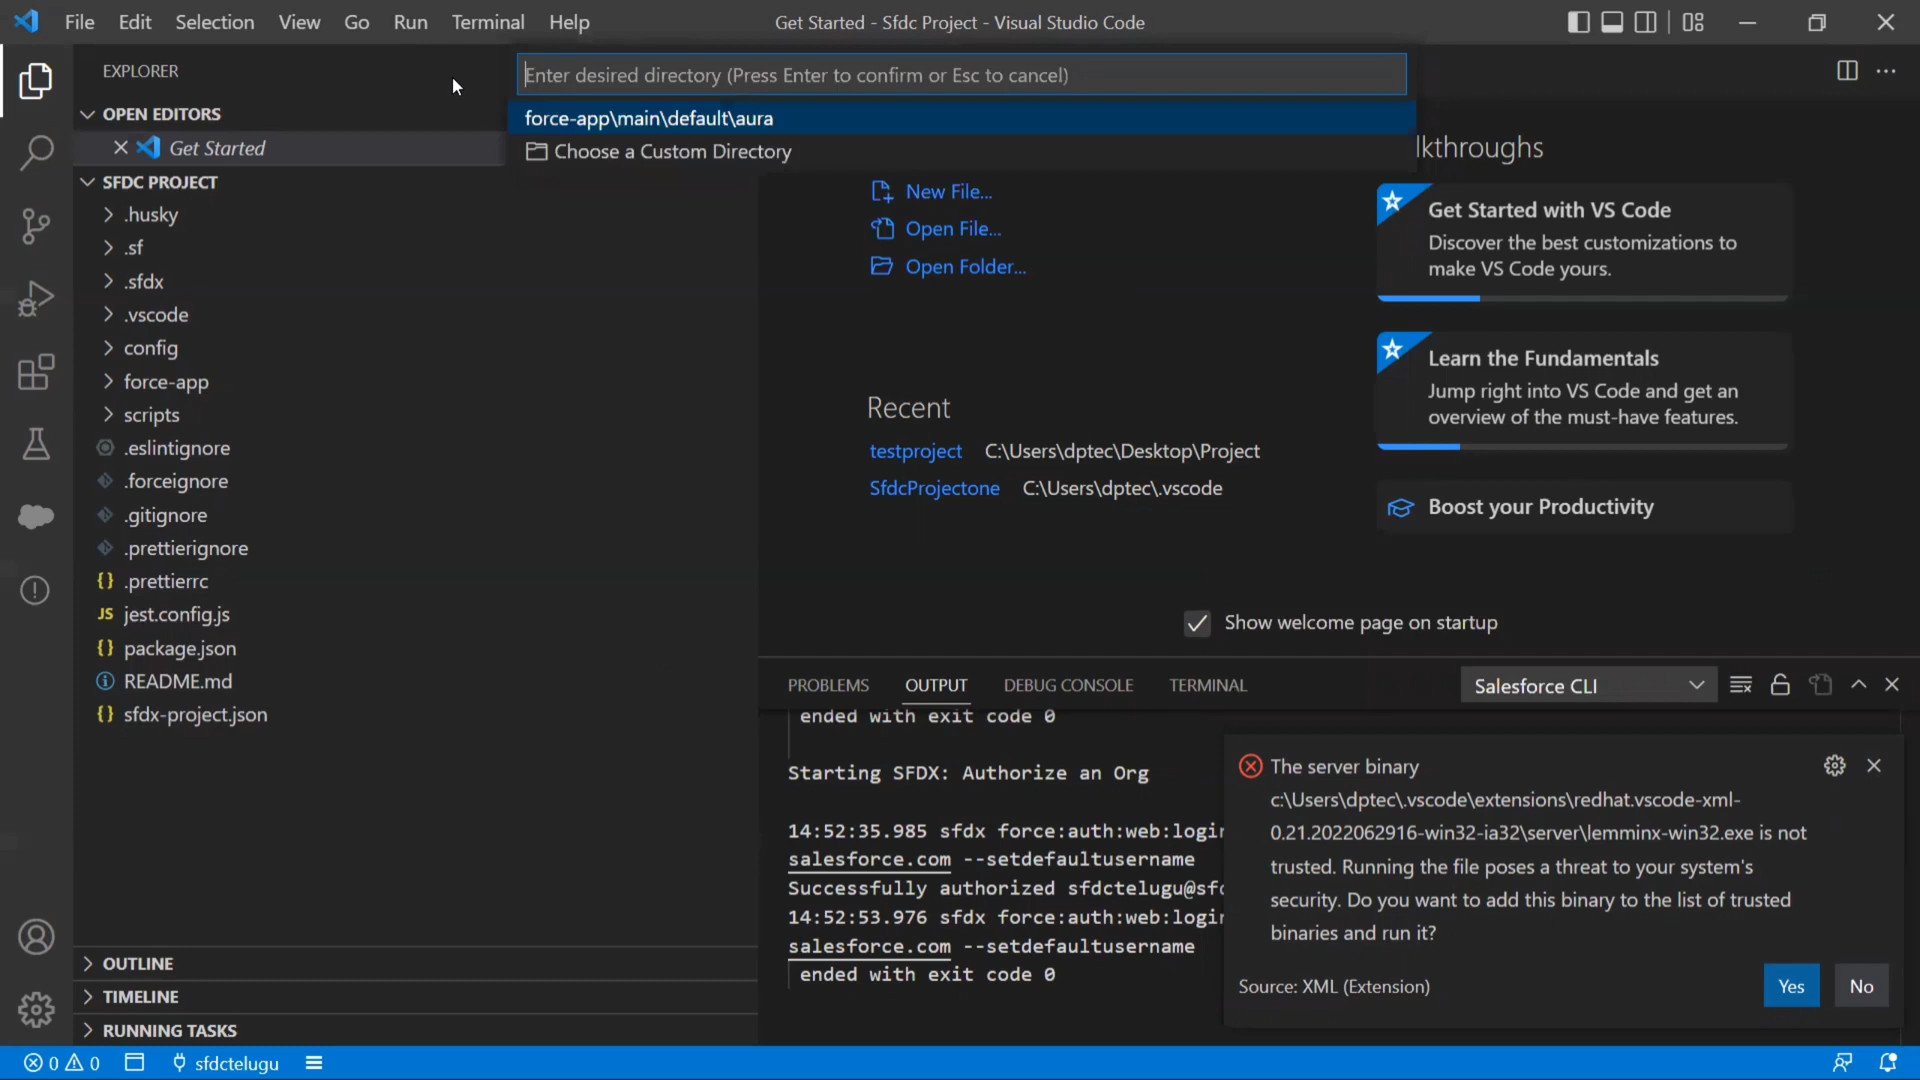 File Edit Selection View Go Run Terminal Help
Get Started - Sfdc Project - Visual Studio Code
EXPLORER
OPEN EDITORS
Get Started
SFDC PROJECT
.husky
.sf
.sfdx
.vscode
config
force-app
scripts
.eslintignore
.forceignore
.gitignore
.prettierignore
.prettierrc
JS jest.config.js
package.json
README.md
sfdx-project.json
OUTLINE
TIMELINE
RUNNING TASKS
Enter desired directory (Press Enter to confirm or Esc to cancel)
force-app\main\default\aura
Choose a Custom Directory
New File...
Open File...
Open Folder...
Recent
testproject C:\Users\dptec\Desktop\Project
SfdcProjectone C:\Users\dptec\.vscode
lkthroughs
Get Started with VS Code
Discover the best customizations to
make VS Code yours.
Learn the Fundamentals
Jump right into VS Code and get an
overview of the must-have features.
Boost your Productivity
Show welcome page on startup
PROBLEMS OUTPUT DEBUG CONSOLE TERMINAL
Salesforce CLI
ended with exit code 0
Starting SFDX: Authorize an Org
14:52:35.985 sfdx force:auth:web:login
salesforce.com --setdefaultusername
Successfully authorized sfdctelugu@sfd
14:52:53.976 sfdx force:auth:web:login
salesforce.com --setdefaultusername
ended with exit code 0
The server binary
c:\Users\dptec\.vscode\extensions\redhat.vscode-xml-
0.21.2022062916-win32-ia32\server\lemminx-win32.exe is not
trusted. Running the file poses a threat to your system's
security. Do you want to add this binary to the list of trusted
binaries and run it?
Source: XML (Extension)
Yes
No
0 0 sfdctelugu